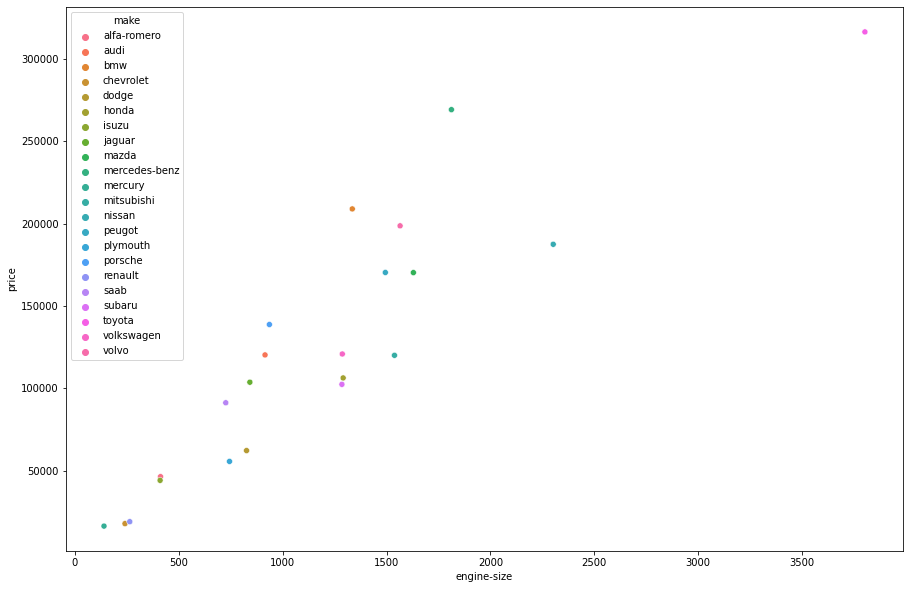 make
alfa-romero
audi
bmw
chevrolet
dodge
honda
isuzu
jaguar
mazda
mercedes-benz
mercury
mitsubishi
nissan
peugot
plymouth
porsche
renault
saab
subaru
toyota
volkswagen
volvo
300000
250000
200000
150000
100000
50000
price
0 500 1000 1500 2000 2500 3000 3500
engine-size